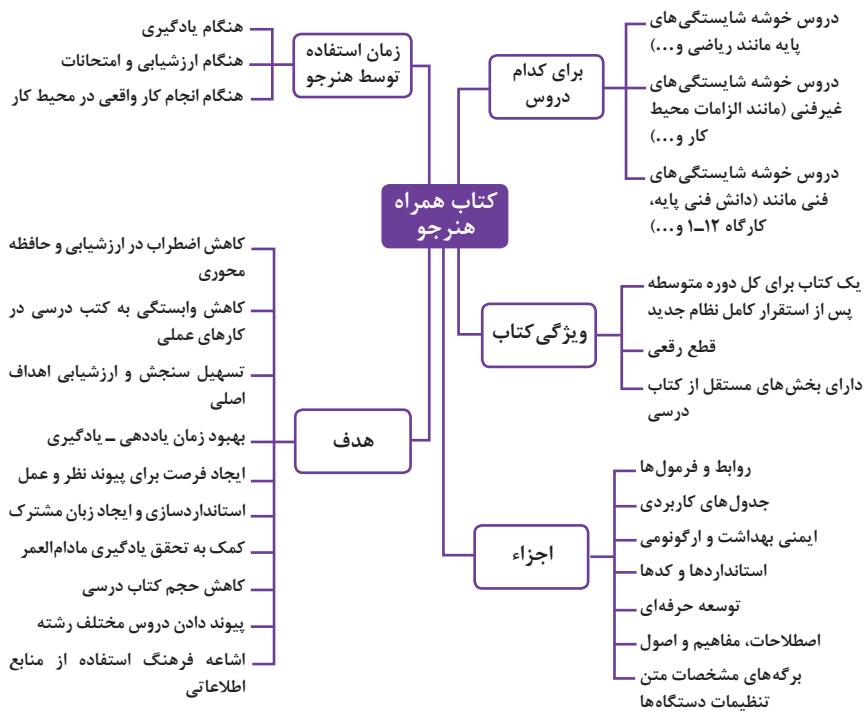 کتاب همراه
هنرجو
برای کدام
دروس
دروس خوشه شایستگی‌های
پایه مانند ریاضی و...)
دروس خوشه شایستگی‌های
غیرفنی (مانند الزامات محیط
کار و...)
دروس خوشه شایستگی‌های
فنی مانند (دانش فنی پایه،
کارگاه ۱۲ــ۱ و...)
ویژگی کتاب
یک کتاب برای کل دوره متوسطه
پس از استقرار کامل نظام جدید
قطع رقعی
دارای بخش‌های مستقل از کتاب
درسی
اجزاء
روابط و فرمول‌ها
جدول‌های کاربردی
ایمنی بهداشت و ارگونومی
استانداردها و کدها
توسعه حرفه‌ای
اصطلاحات، مفاهیم و اصول
برگه‌های مشخصات متن
تنظیمات دستگاه‌ها
زمان استفاده
توسط هنرجو
هنگام یادگیری
هنگام ارزشیابی و امتحانات
هنگام انجام کار واقعی در محیط کار
هدف
کاهش اضطراب در ارزشیابی و حافظه
محوری
کاهش وابستگی به کتب درسی در
کارهای عملی
تسهیل سنجش و ارزشیابی اهداف
اصلی
بهبود زمان یاددهی ــ یادگیری
ایجاد فرصت برای پیوند نظر و عمل
استانداردسازی و ایجاد زبان مشترک
کمک به تحقق یادگیری مادام‌العمر
کاهش حجم کتاب درسی
پیوند دادن دروس مختلف رشته
اشاعه فرهنگ استفاده از منابع
اطلاعاتی